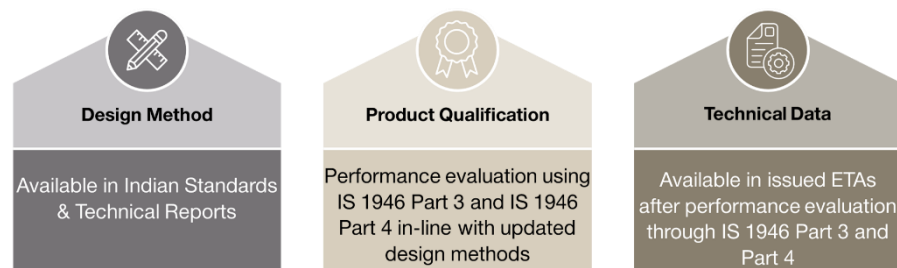 Design Method
Available in Indian Standards
& Technical Reports
Product Qualification
Performance evaluation using
IS 1946 Part 3 and IS 1946
Part 4 in-line with updated
design methods
Technical Data
Available in issued ETAs
after performance evaluation
through IS 1946 Part 3 and
Part 4